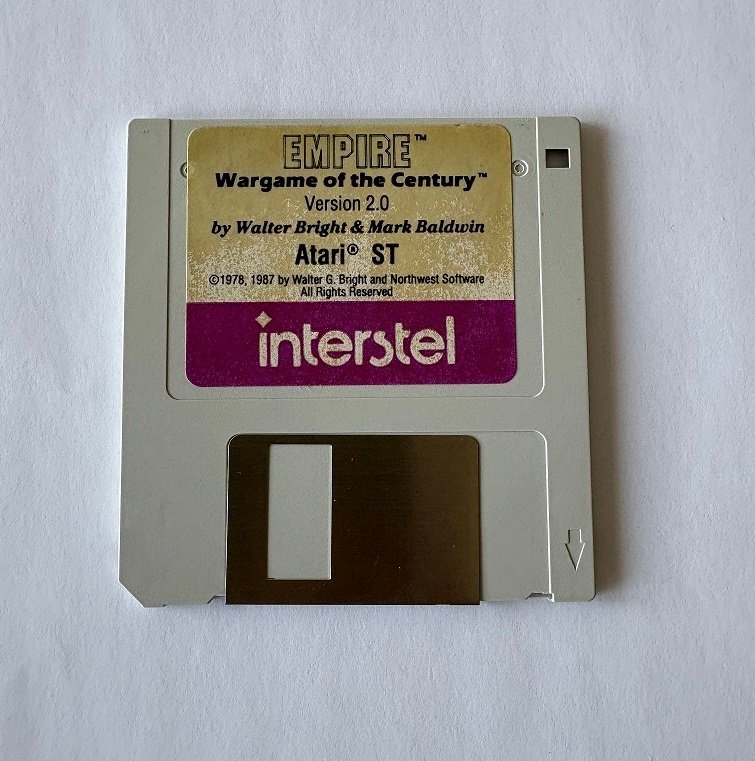 EMPIRE™
Wargame of the Century™
Version 2.0
by Walter Bright & Mark Baldwin
Atari® ST
©1978, 1987 by Walter G. Bright and Northwest Software
All Rights Reserved
interstel